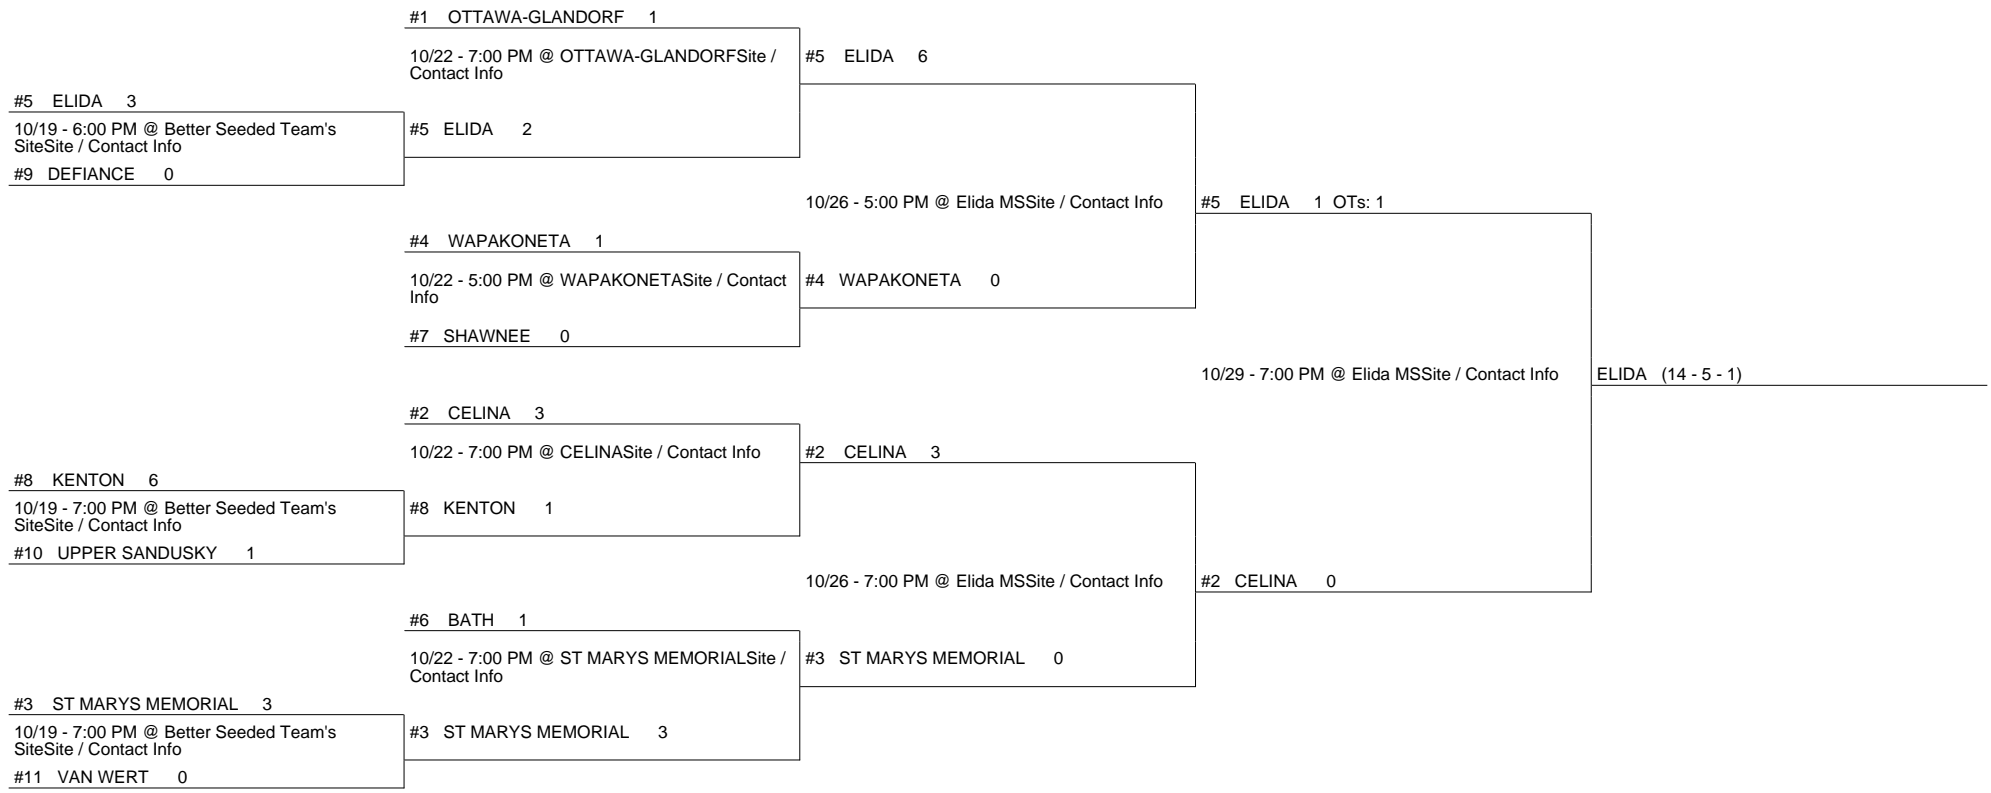 #1 OTTAWA-GLANDORF 1
10/22 - 7:00 PM @ OTTAWA-GLANDORFSite /
Contact Info
#5 ELIDA 6
#5 ELIDA 3
10/19 - 6:00 PM @ Better Seeded Team's
SiteSite / Contact Info
#9 DEFIANCE 0
#5 ELIDA 2
10/26 - 5:00 PM @ Elida MSSite / Contact Info
#5 ELIDA 1 OTs: 1
#4 WAPAKONETA 1
10/22 - 5:00 PM @ WAPAKONETASite / Contact
Info
#4 WAPAKONETA 0
#7 SHAWNEE 0
10/29 - 7:00 PM @ Elida MSSite / Contact Info
ELIDA (14 - 5 - 1)
#2 CELINA 3
10/22 - 7:00 PM @ CELINASite / Contact Info
#2 CELINA 3
#8 KENTON 6
10/19 - 7:00 PM @ Better Seeded Team's
SiteSite / Contact Info
#10 UPPER SANDUSKY 1
#8 KENTON 1
10/26 - 7:00 PM @ Elida MSSite / Contact Info
#2 CELINA 0
#6 BATH 1
10/22 - 7:00 PM @ ST MARYS MEMORIALSite /
Contact Info
#3 ST MARYS MEMORIAL 0
#3 ST MARYS MEMORIAL 3
10/19 - 7:00 PM @ Better Seeded Team's
SiteSite / Contact Info
#11 VAN WERT 0
#3 ST MARYS MEMORIAL 3